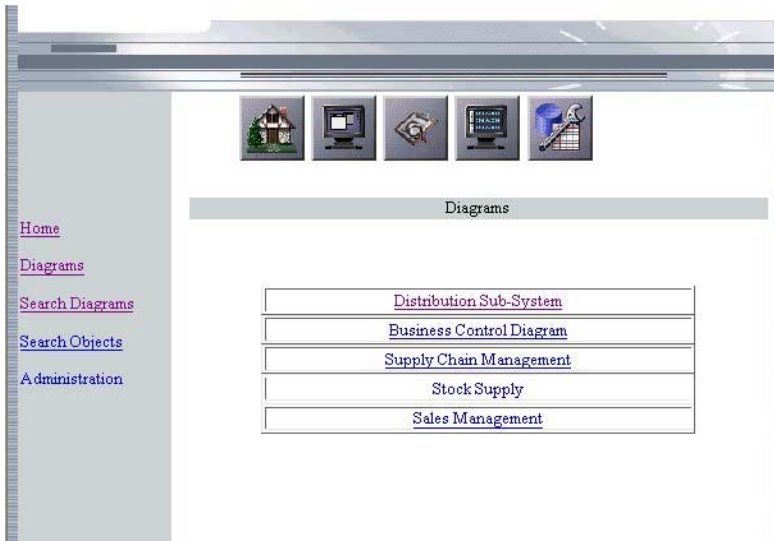 Diagrams
Home
Diagrams
Search Diagrams
Search Objects
Administration
Distribution Sub-System
Business Control Diagram
Supply Chain Management
Stock Supply
Sales Management